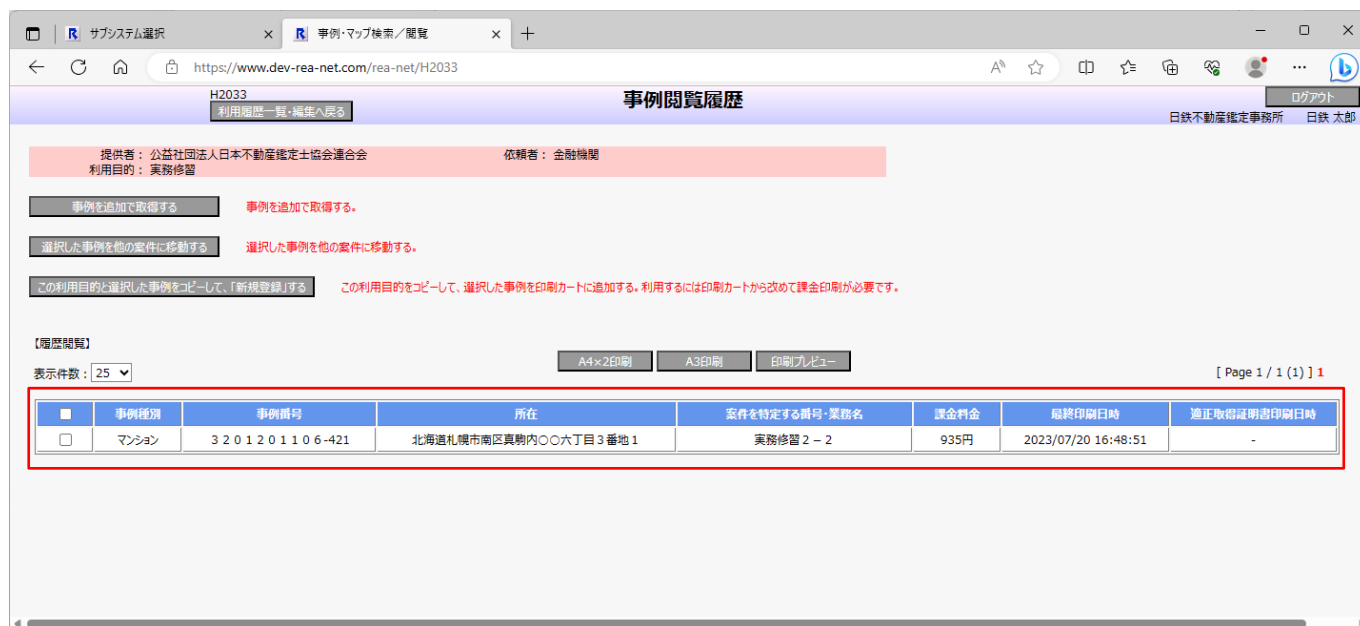 サブシステム選択
事例・マップ検索／閲覧
https://www.dev-rea-net.com/rea-net/H2033
H2033
利用履歴一覧・編集へ戻る
事例閲覧履歴
ログアウト
日鉄不動産鑑定事務所 日鉄 太郎
提供者： 公益社団法人日本不動産鑑定士協会連合会 依頼者： 金融機関
利用目的： 実務修習
事例を追加で取得する 事例を追加で取得する。
選択した事例を他の案件に移動する 選択した事例を他の案件に移動する。
この利用目的と選択した事例をコピーして、「新規登録」する この利用目的をコピーして、選択した事例を印刷カートに追加する。利用するには印刷カートから改めて課金印刷が必要です。
【履歴閲覧】
A4×2印刷 A3印刷 印刷プレビュー
表示件数： 25 [ Page 1 / 1 (1) ] 1
事例種別 事例番号 所在 案件を特定する番号・業務名 課金料金 最終印刷日時 適正取得証明書印刷日時
マンション ３２０１２０１１０６-421 北海道札幌市南区真駒内○○六丁目３番地１ 実務修習２－２ 935円 2023/07/20 16:48:51 -